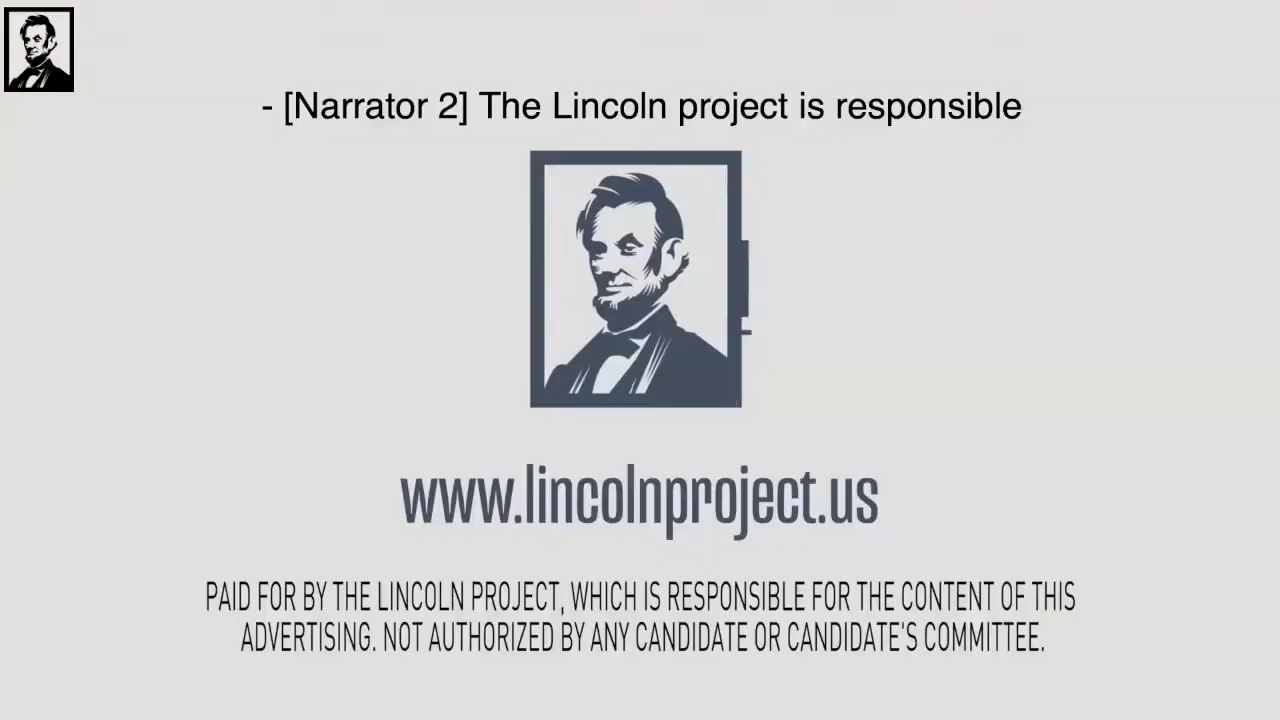 - [Narrator 2] The Lincoln project is responsible
www.lincolnproject.us
PAID FOR BY THE LINCOLN PROJECT, WHICH IS RESPONSIBLE FOR THE CONTENT OF THIS
ADVERTISING. NOT AUTHORIZED BY ANY CANDIDATE OR CANDIDATE'S COMMITTEE.